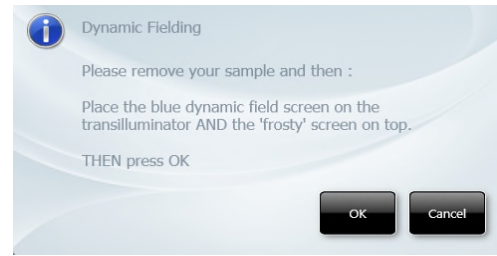 Dynamic Fielding
Please remove your sample and then :
Place the blue dynamic field screen on the
transilluminator AND the 'frosty' screen on top.
THEN press OK
OK
Cancel